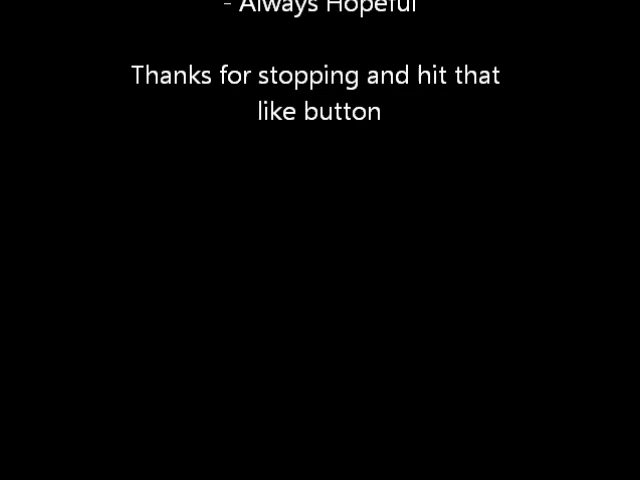 - Always Hopeful
Thanks for stopping and hit that
like button